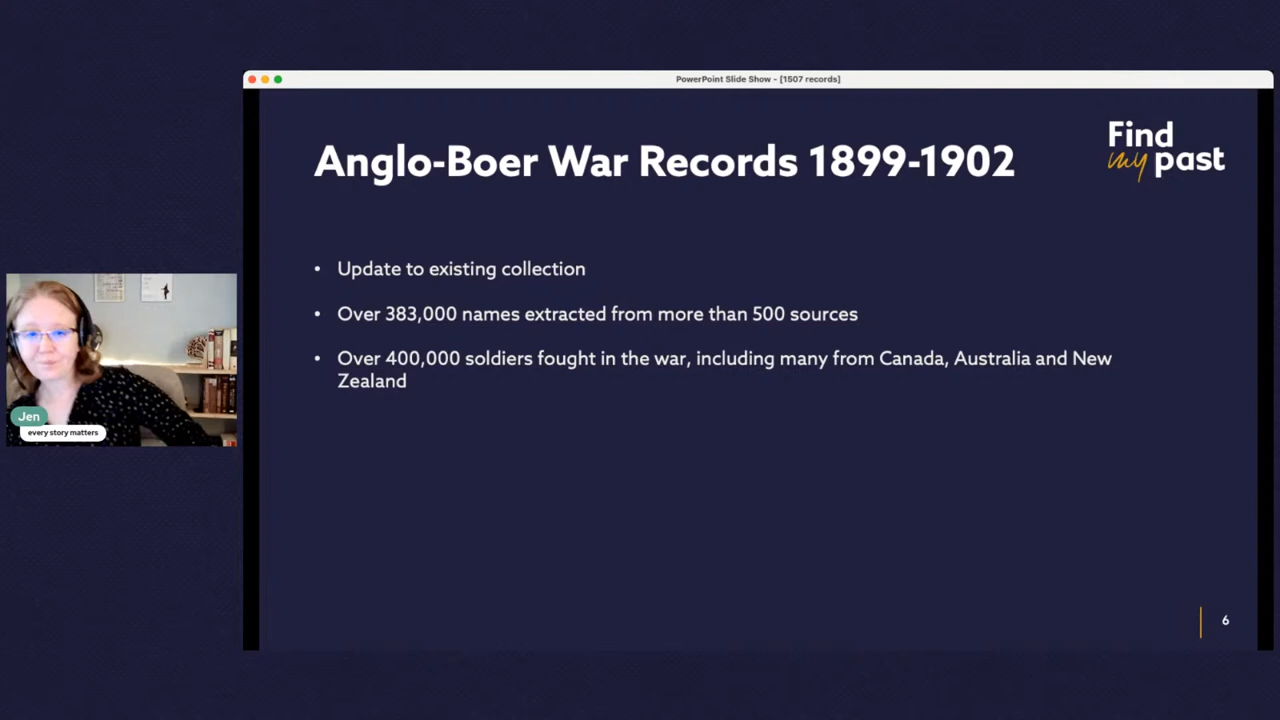 PowerPoint Slide Show - [1507 records]
Anglo-Boer War Records 1899-1902
Find
my past
• Update to existing collection
• Over 383,000 names extracted from more than 500 sources
• Over 400,000 soldiers fought in the war, including many from Canada, Australia and New
Zealand
Jen
every story matters
6